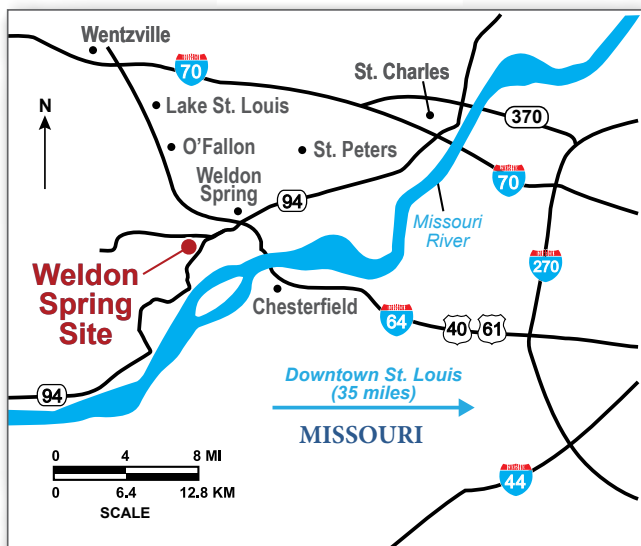 Wentzville
70
St. Charles
370
Lake St. Louis
N
O'Fallon
St. Peters
Weldon
Spring
94
70
Missouri
River
Weldon
Spring
Site
270
Chesterfield
64
40
61
94
Downtown St. Louis
(35 miles)
MISSOURI
0 4 8 MI
0 6.4 12.8 KM
SCALE
44